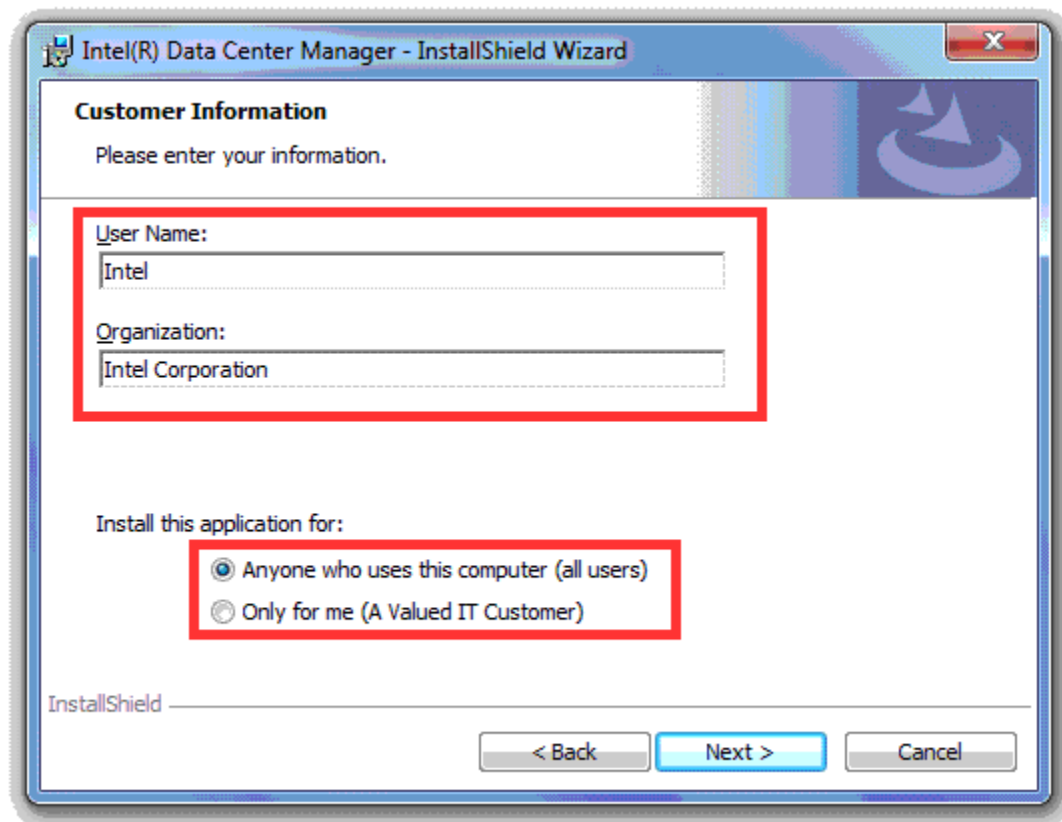 Intel(R) Data Center Manager - InstallShield Wizard
X
Customer Information
Please enter your information.
User Name:
Intel
Organization:
Intel Corporation
Install this application for:
Anyone who uses this computer (all users)
Only for me (A Valued IT Customer)
InstallShield
< Back
Next >
Cancel